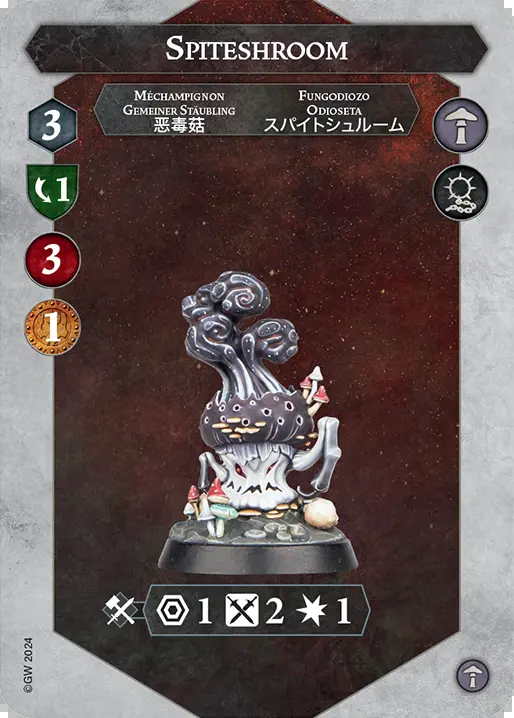 SPITESHROOM
MÉCHAMPIGNON
GEMEINER STÄUBLING
恶毒菇
FUNGODIOZO
ODIOSETA
スパイトシュルーム
3
1
3
1
1 2 1
©GW 2024